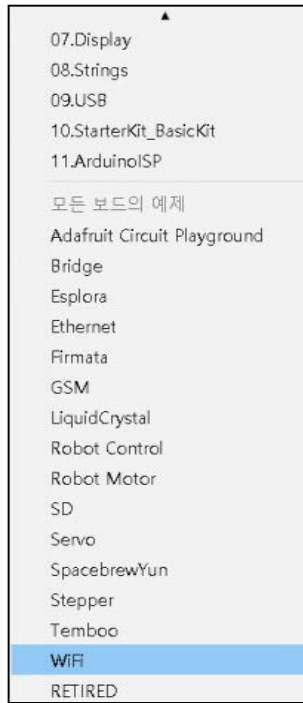 07.Display
08.Strings
09.USB
10.StarterKit_BasicKit
11.ArduinoISP
모든 보드의 예제
Adafruit Circuit Playground
Bridge
Esplora
Ethernet
Firmata
GSM
LiquidCrystal
Robot Control
Robot Motor
SD
Servo
SpacebrewYun
Stepper
Temboo
WiFi
RETIRED